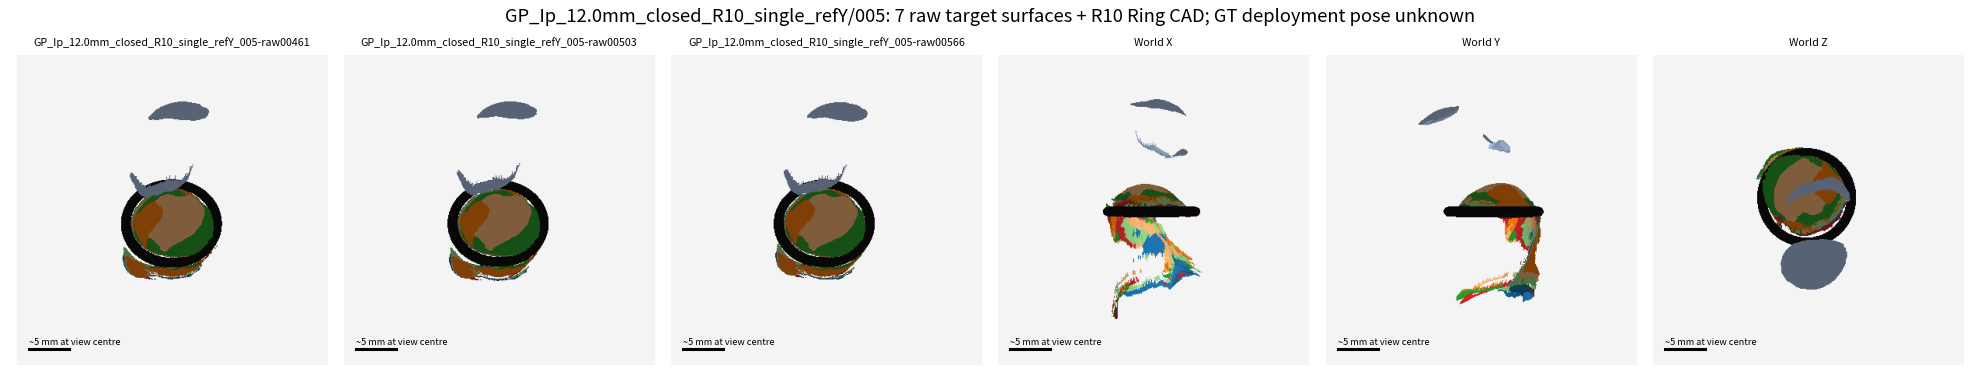 GP_Ip_12.0mm_closed_R10_single_refY/005: 7 raw target surfaces + R10 Ring CAD; GT deployment pose unknown
GP_Ip_12.0mm_closed_R10_single_refY_005-raw00461
GP_Ip_12.0mm_closed_R10_single_refY_005-raw00503
GP_Ip_12.0mm_closed_R10_single_refY_005-raw00566
World X
World Y
World Z
~5 mm at view centre
~5 mm at view centre
~5 mm at view centre
~5 mm at view centre
~5 mm at view centre
~5 mm at view centre